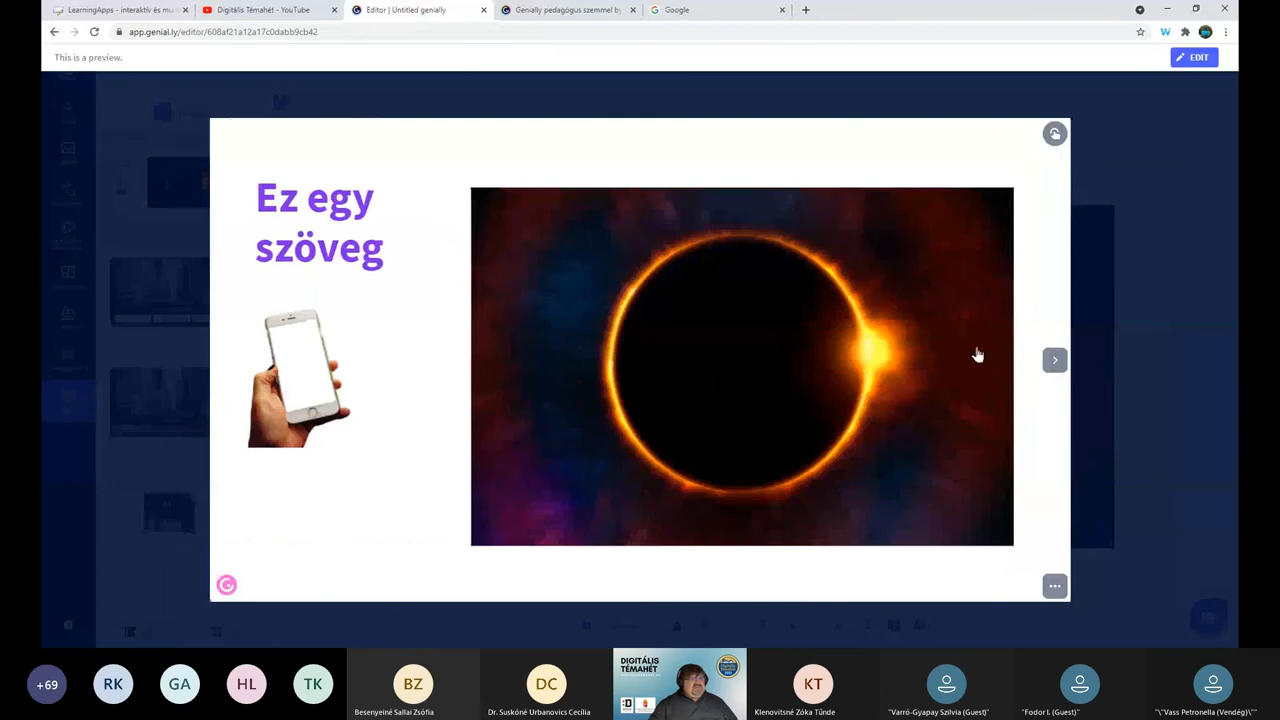 LearningApps - interaktív és mu
Digitális Témahét - YouTube
Editor | Untitled genially
Genially pedagógus szemmel by
Google
app.genial.ly/editor/608af21a12a17c0dabb9cb42
This is a preview.
EDIT
Ez egy
szöveg
+69
RK
GA
HL
TK
BZ
Besenyeiné Sallai Zsófia
DC
Dr. Suskóné Urbanovics Cecília
DIGITÁLIS
TÉMAHÉT
KT
Klenovitsné Zóka Tünde
"Varró-Gyapay Szilvia (Guest)"
"Fodor I. (Guest)"
"\"Vass Petronella (Vendég)\""